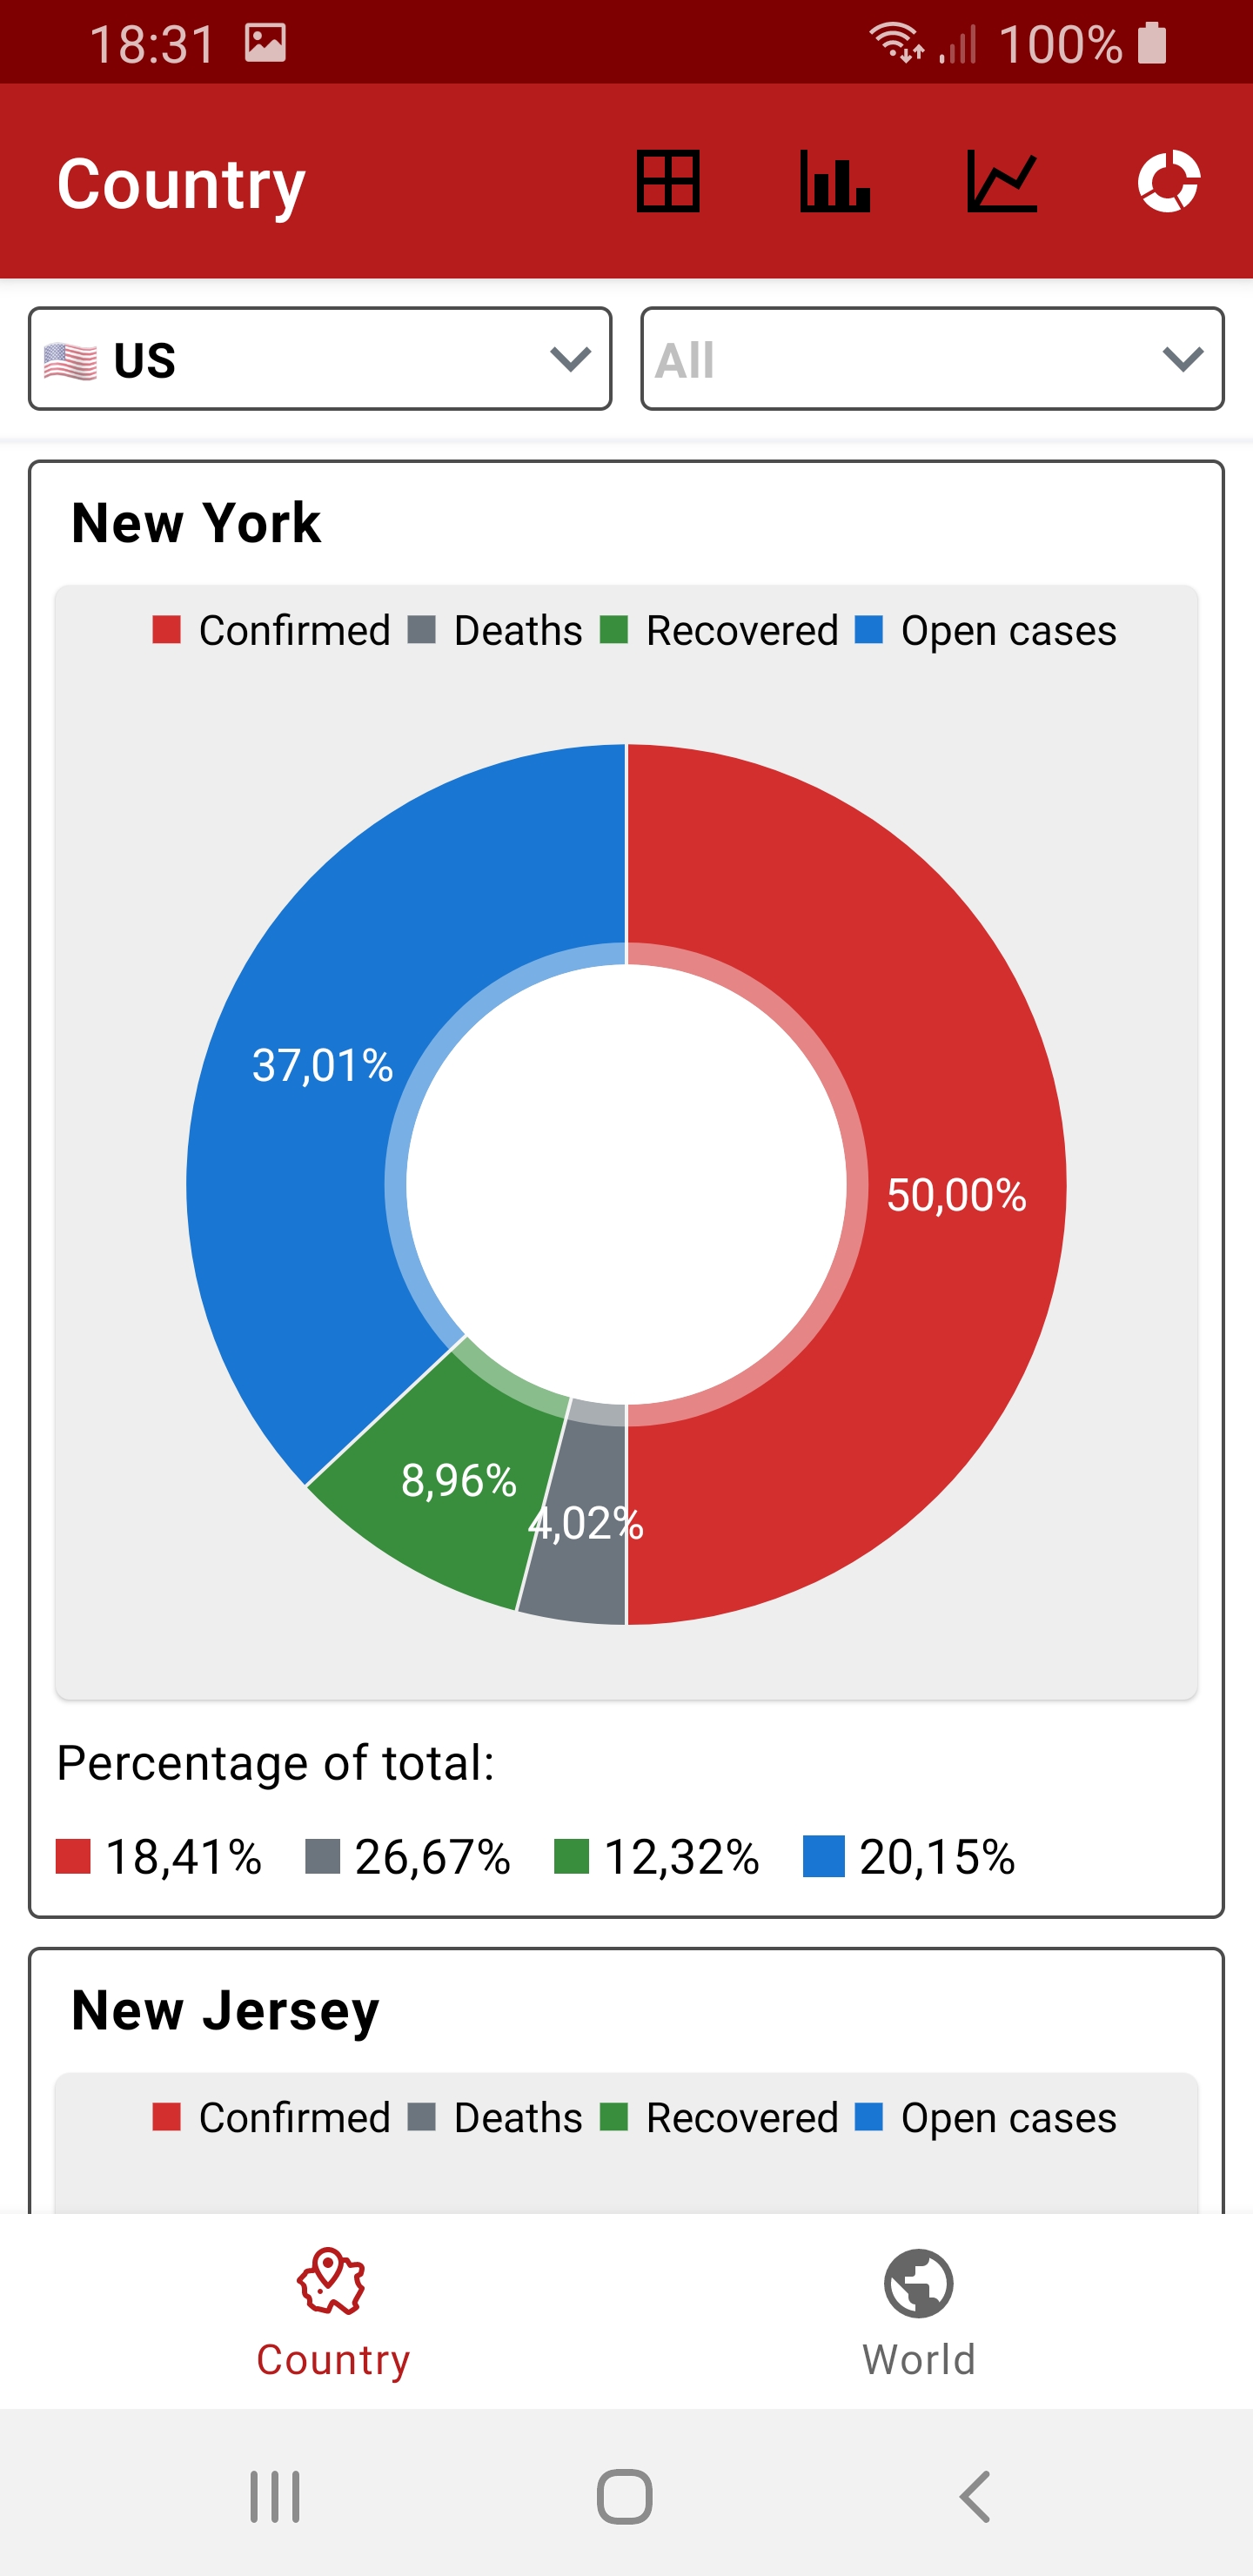 18:31 100%
Country
US All
New York
Confirmed Deaths Recovered Open cases
37,01%
50,00%
8,96%
4,02%
Percentage of total:
18,41% 26,67% 12,32% 20,15%
New Jersey
Confirmed Deaths Recovered Open cases
Country World